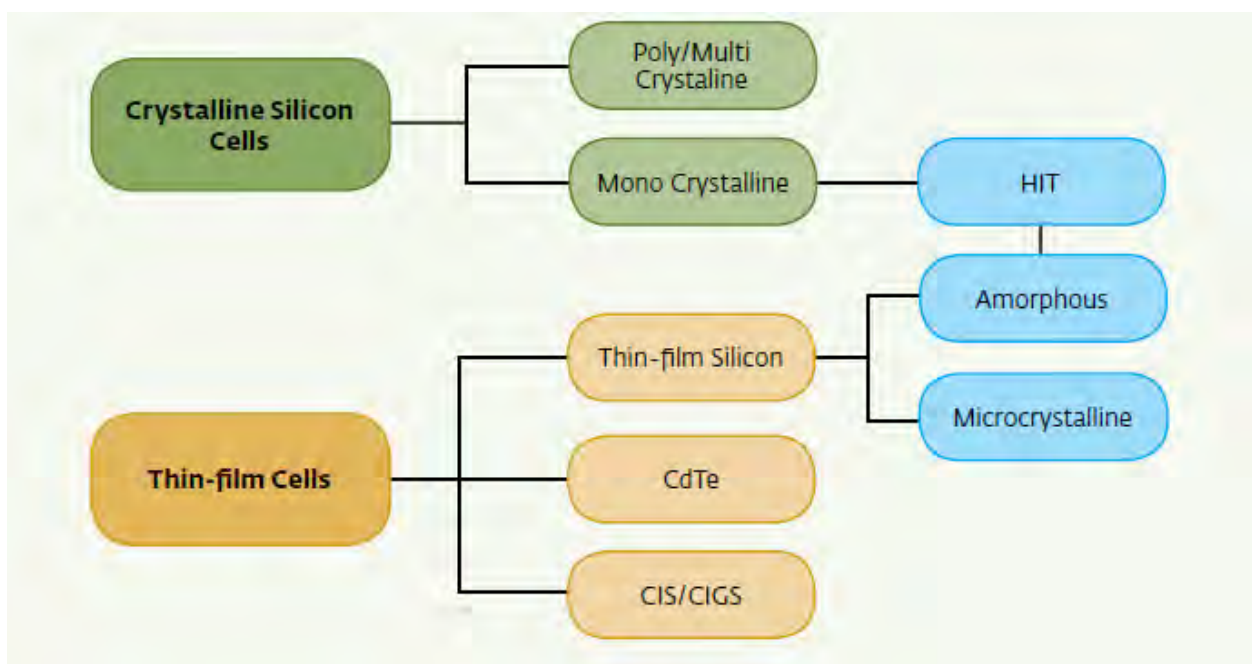 Poly/Multi
Crystaline
Crystalline Silicon
Cells
Mono Crystalline
HIT
Amorphous
Thin-film Silicon
Microcrystalline
Thin-film Cells
CdTe
CIS/CIGS